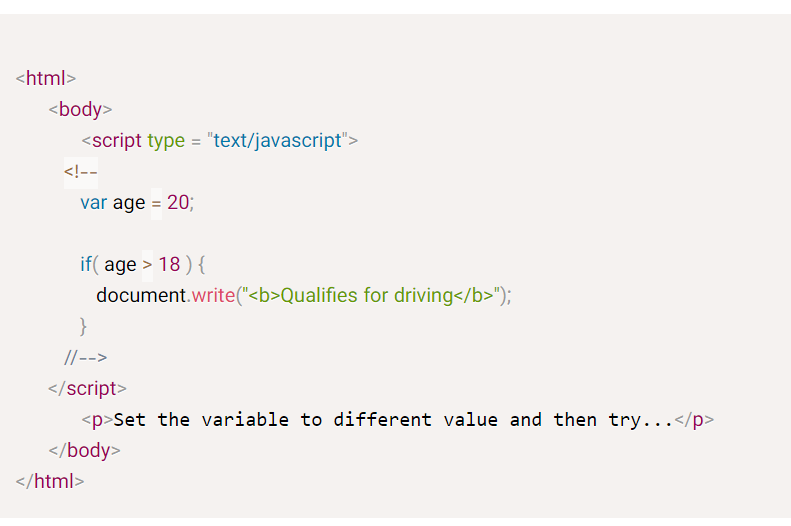 <html>
<body>
<script type = "text/javascript">
<!--
var age = 20;
if( age > 18 ) {
document.write("<b>Qualifies for driving</b>");
}
//-->
</script>
<p>Set the variable to different value and then try...</p>
</body>
</html>